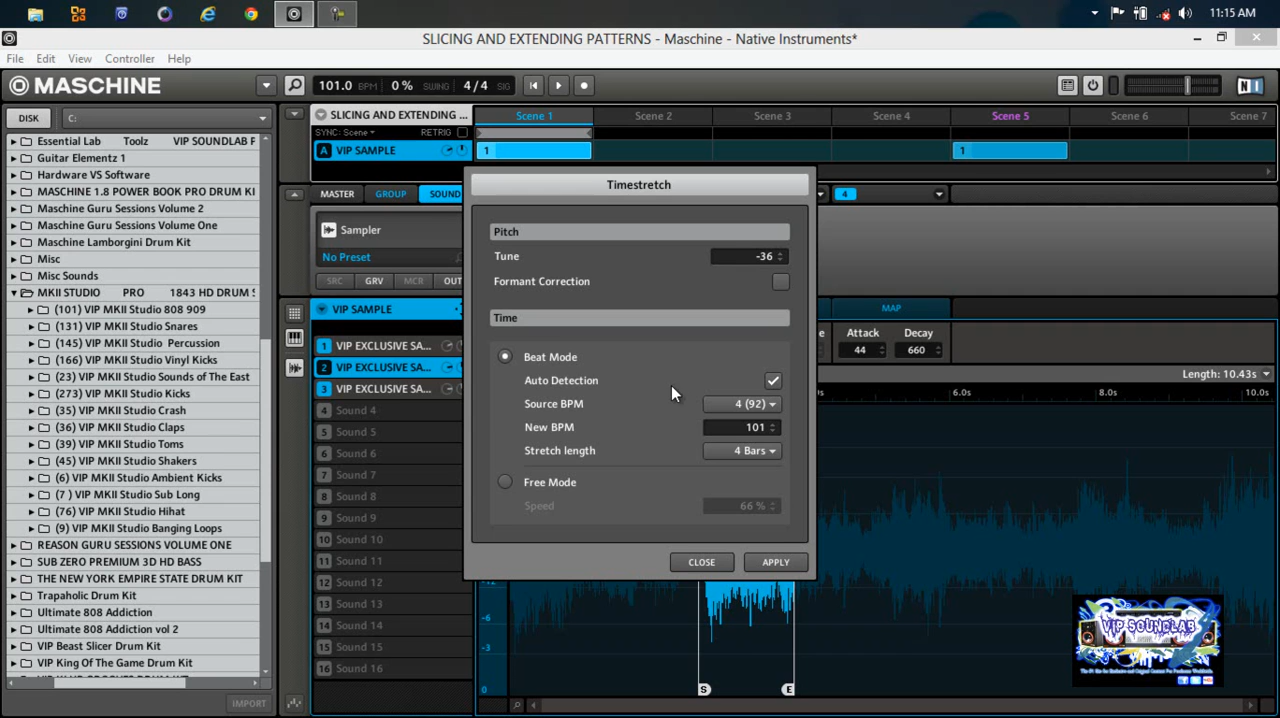 11:15 AM
SLICING AND EXTENDING PATTERNS - Maschine - Native Instruments*
File Edit View Controller Help
MASCHINE
101.0 BPM 0% SWING 4/4 SIG
DISK C:
SLICING AND EXTENDING ...
Scene 1 Scene 2 Scene 3 Scene 4 Scene 5 Scene 6 Scene 7
SYNC: Scene RETRIG
A VIP SAMPLE 1 1
Essential Lab Toolz VIP SOUNDLAB F
Guitar Elementz 1
Hardware VS Software
MASCHINE 1.8 POWER BOOK PRO DRUM KI
Maschine Guru Sessions Volume 2
Maschine Guru Sessions Volume One
Maschine Lamborgini Drum Kit
Misc
Misc Sounds
MKII STUDIO PRO 1843 HD DRUM S
(101) VIP MKII Studio 808 909
(131) VIP MKII Studio Snares
(145) VIP MKII Studio Percussion
(166) VIP MKII Studio Vinyl Kicks
(23) VIP MKII Studio Sounds of The East
(273) VIP MKII Studio Kicks
(35) VIP MKII Studio Crash
(36) VIP MKII Studio Claps
(39) VIP MKII Studio Toms
(45) VIP MKII Studio Shakers
(6) VIP MKII Studio Ambient Kicks
(7 ) VIP MKII Studio Sub Long
(76) VIP MKII Studio Hihat
(9) VIP MKII Studio Banging Loops
REASON GURU SESSIONS VOLUME ONE
SUB ZERO PREMIUM 3D HD BASS
THE NEW YORK EMPIRE STATE DRUM KIT
Trapaholic Drum Kit
Ultimate 808 Addiction
Ultimate 808 Addiction vol 2
VIP Beast Slicer Drum Kit
VIP King Of The Game Drum Kit
IMPORT
MASTER GROUP SOUND 4
Sampler
No Preset
SRC GRV MCR OUT
VIP SAMPLE
1 VIP EXCLUSIVE SA...
2 VIP EXCLUSIVE SA...
3 VIP EXCLUSIVE SA...
4 Sound 4
5 Sound 5
6 Sound 6
7 Sound 7
8 Sound 8
9 Sound 9
10 Sound 10
11 Sound 11
12 Sound 12
13 Sound 13
14 Sound 14
15 Sound 15
16 Sound 16
Timestretch
Pitch
Tune -36
Formant Correction
Time
Beat Mode
Auto Detection
Source BPM 4 (92)
New BPM 101
Stretch length 4 Bars
Free Mode
Speed 66 %
CLOSE APPLY
MAP
Attack Decay
44 660
Length: 10.43s
6.0s 8.0s 10.0s
-12
-6
0
S E
VIP SOUNDLAB